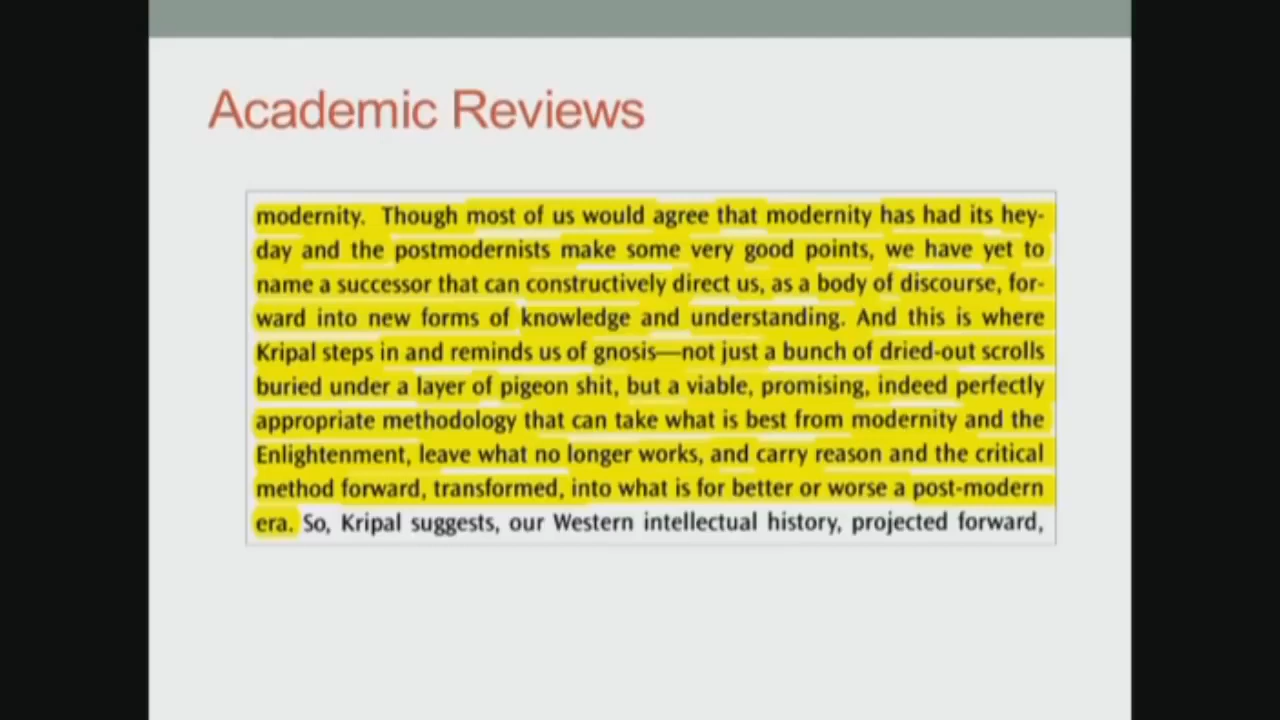 Academic Reviews
modernity. Though most of us would agree that modernity has had its hey-
day and the postmodernists make some very good points, we have yet to
name a successor that can constructively direct us, as a body of discourse, for-
ward into new forms of knowledge and understanding. And this is where
Kripal steps in and reminds us of gnosis—not just a bunch of dried-out scrolls
buried under a layer of pigeon shit, but a viable, promising, indeed perfectly
appropriate methodology that can take what is best from modernity and the
Enlightenment, leave what no longer works, and carry reason and the critical
method forward, transformed, into what is for better or worse a post-modern
era. So, Kripal suggests, our Western intellectual history, projected forward,